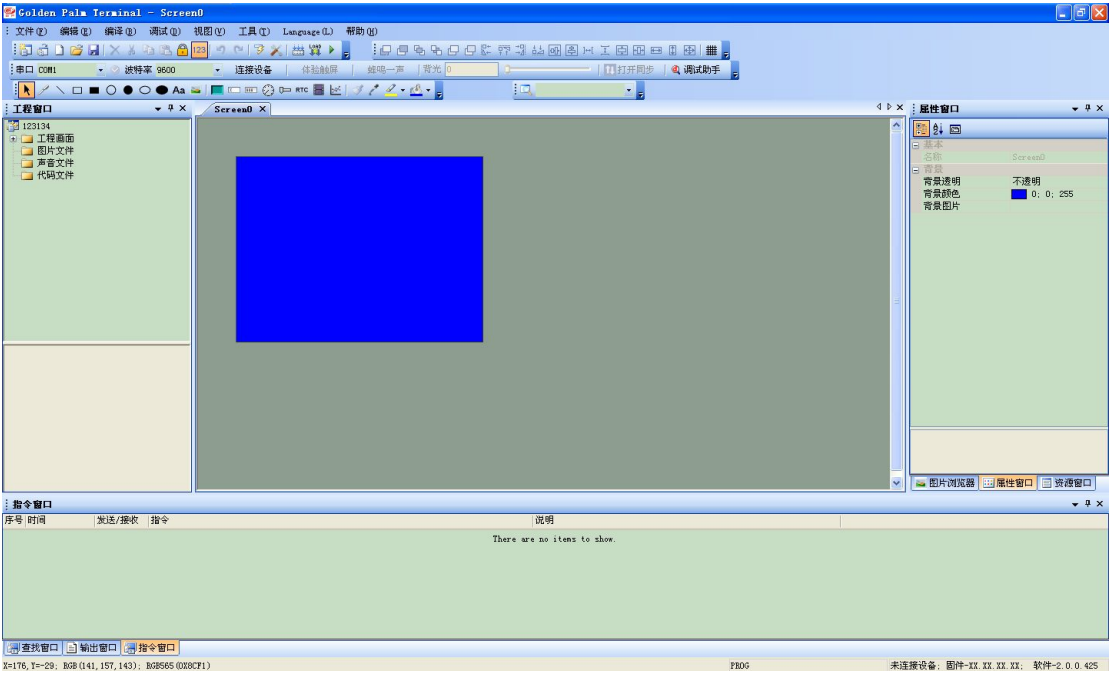 Golden Palm Terminal - Screen0
文件(F) 编辑(E) 编译(B) 调试(D) 视图(V) 工具(T) Language(L) 帮助(H)
123
串口 COM1 波特率 9600 连接设备 体验触屏 蜂鸣一声 背光 0 打开同步 调试助手
Aa RTC
工程窗口
Screen0
属性窗口
123134
工程画面
图片文件
声音文件
代码文件
基本
名称 Screen0
背景
背景透明 不透明
背景颜色 0; 0; 255
背景图片
图片浏览器 属性窗口 资源窗口
指令窗口
序号 时间 发送/接收 指令 说明
There are no items to show.
查找窗口 输出窗口 指令窗口
X=176,Y=-29; RGB(141,157,143); RGB565(0X8CF1) PROG 未连接设备; 固件-XX.XX.XX.XX; 软件-2.0.0.425